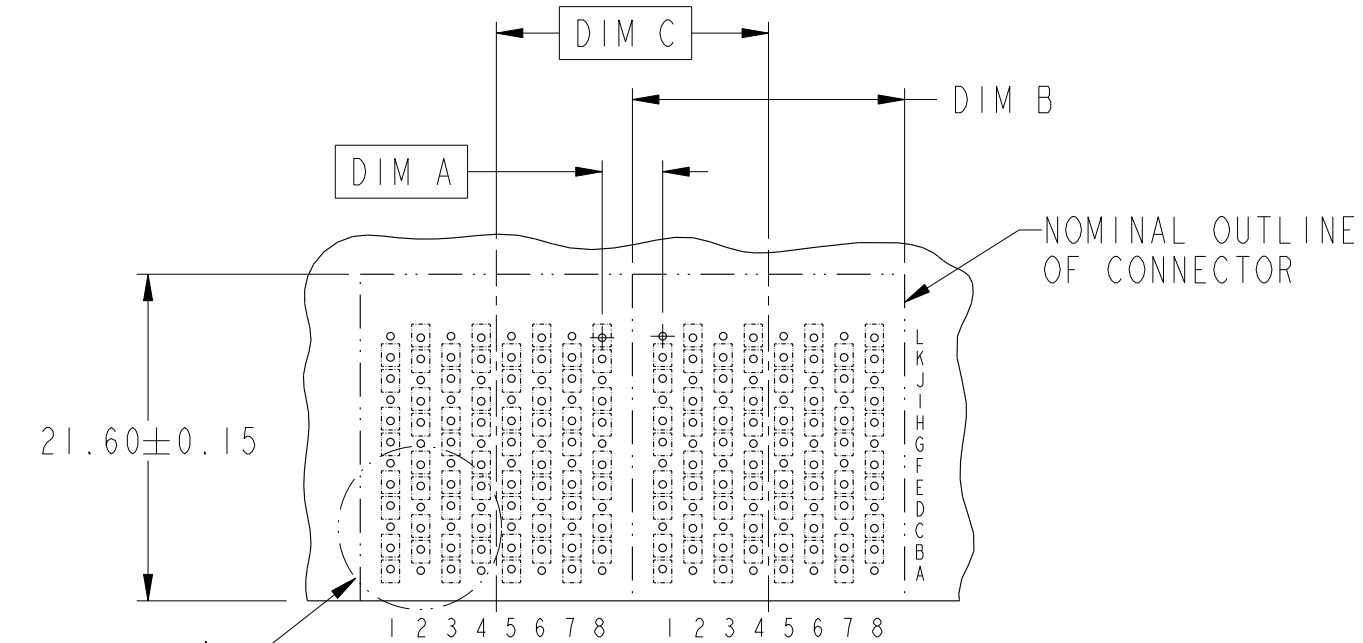 DIM C
DIM B
DIM A
NOMINAL OUTLINE
OF CONNECTOR
L
K
J
I
H
G
F
E
D
C
B
A
21.60±0.15
1 2 3 4 5 6 7 8
1 2 3 4 5 6 7 8